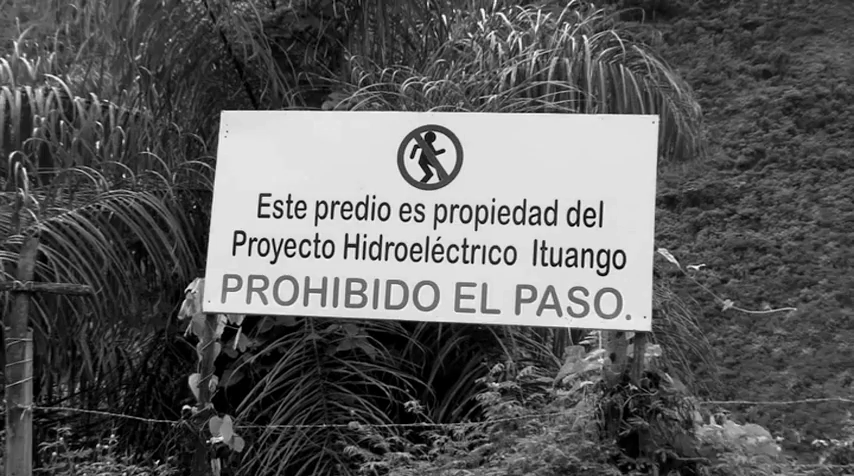 Este predio es propiedad del
Proyecto Hidroeléctrico Ituango
PROHIBIDO EL PASO.